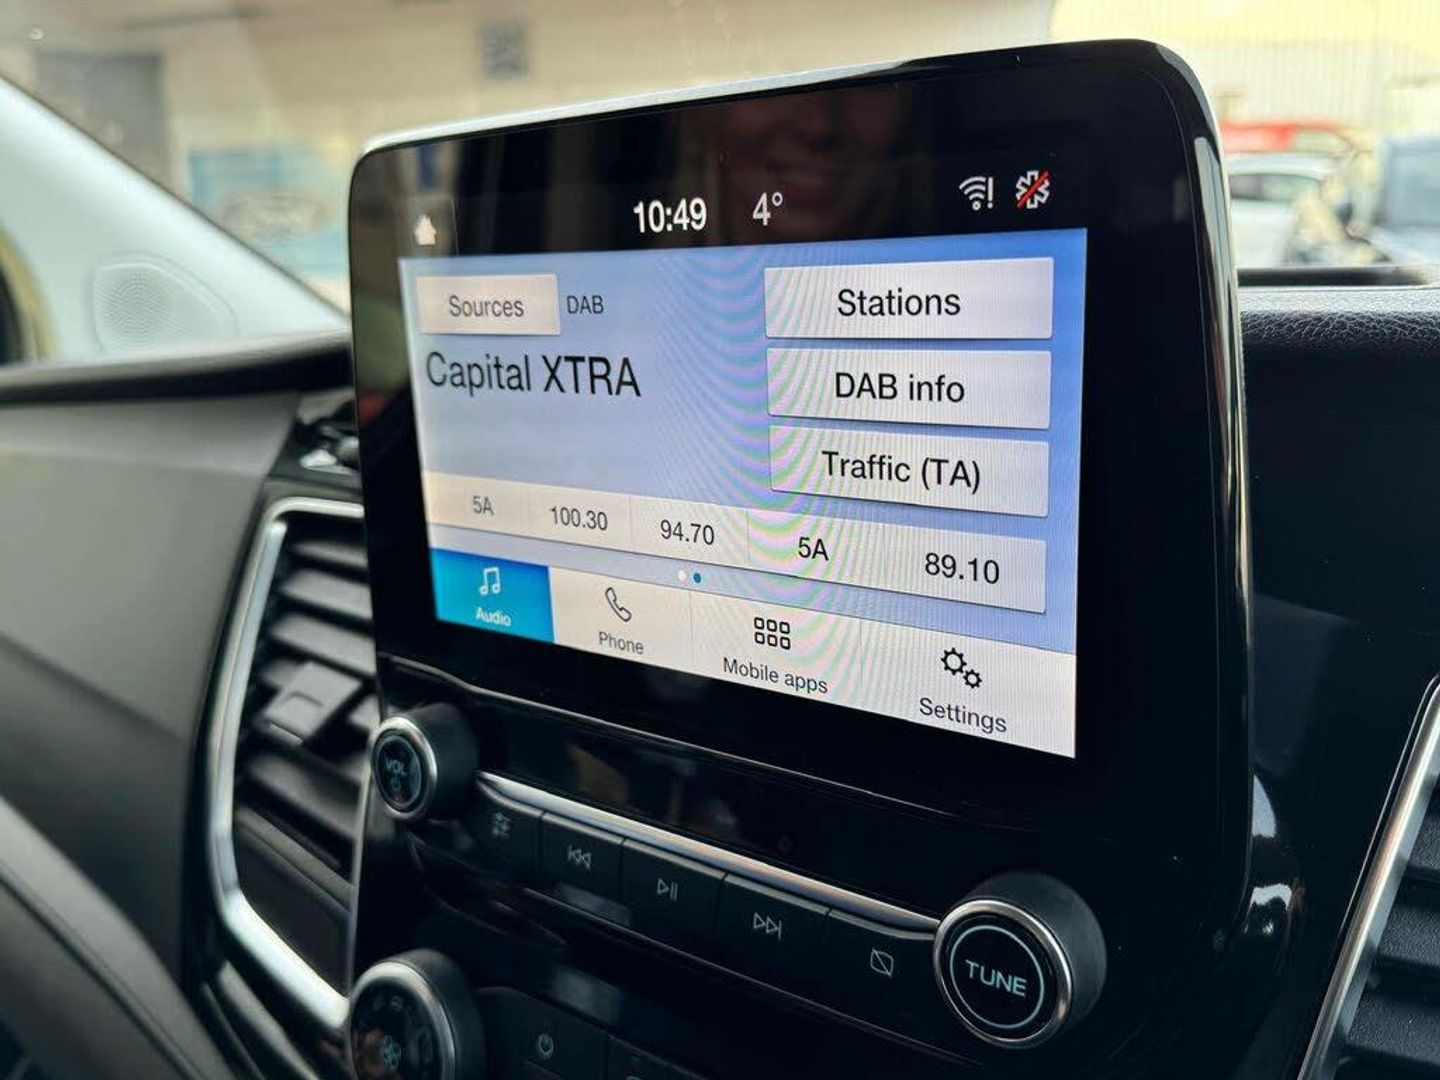 10:49 4°
Sources DAB Stations
Capital XTRA
DAB info
Traffic (TA)
5A 100.30 94.70 5A 89.10
Audio Phone Mobile apps Settings
VOL
TUNE